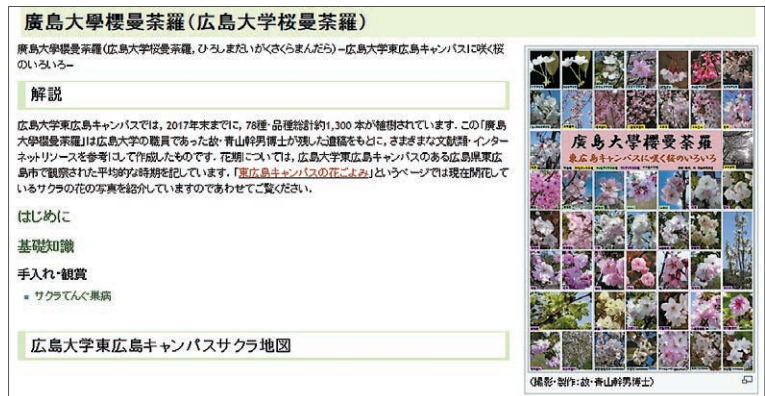 廣島大學櫻曼荼羅(広島大学桜曼荼羅)
廣島大學櫻曼荼羅(広島大学桜曼荼羅, ひろしまだいがくさくらまんだら)-広島大学東広島キャンパスに咲く桜
のいろいろ-
解説
広島大学東広島キャンパスでは, 2017年末までに, 78種・品種総計約1,300 本が植樹されています. この「廣島
大學櫻曼荼羅」は広島大学の職員であった故・青山幹男博士が残した遺稿をもとに, さまざまな文献類・インター
ネットリソースを参考にして作成したものです. 花期については, 広島大学東広島キャンパスのある広島県東広
島市で観察された平均的な時期を記しています. 「東広島キャンパスの花ごよみ」というページでは現在開花して
いるサクラの花の写真を紹介していますのであわせてご覧ください.
はじめに
基礎知識
手入れ・観賞
サクラてんぐ巣病
広島大学東広島キャンパスサクラ地図
廣島大學櫻曼荼羅
東広島キャンパスに咲く桜のいろいろ
(撮影・製作:故・青山幹男博士)